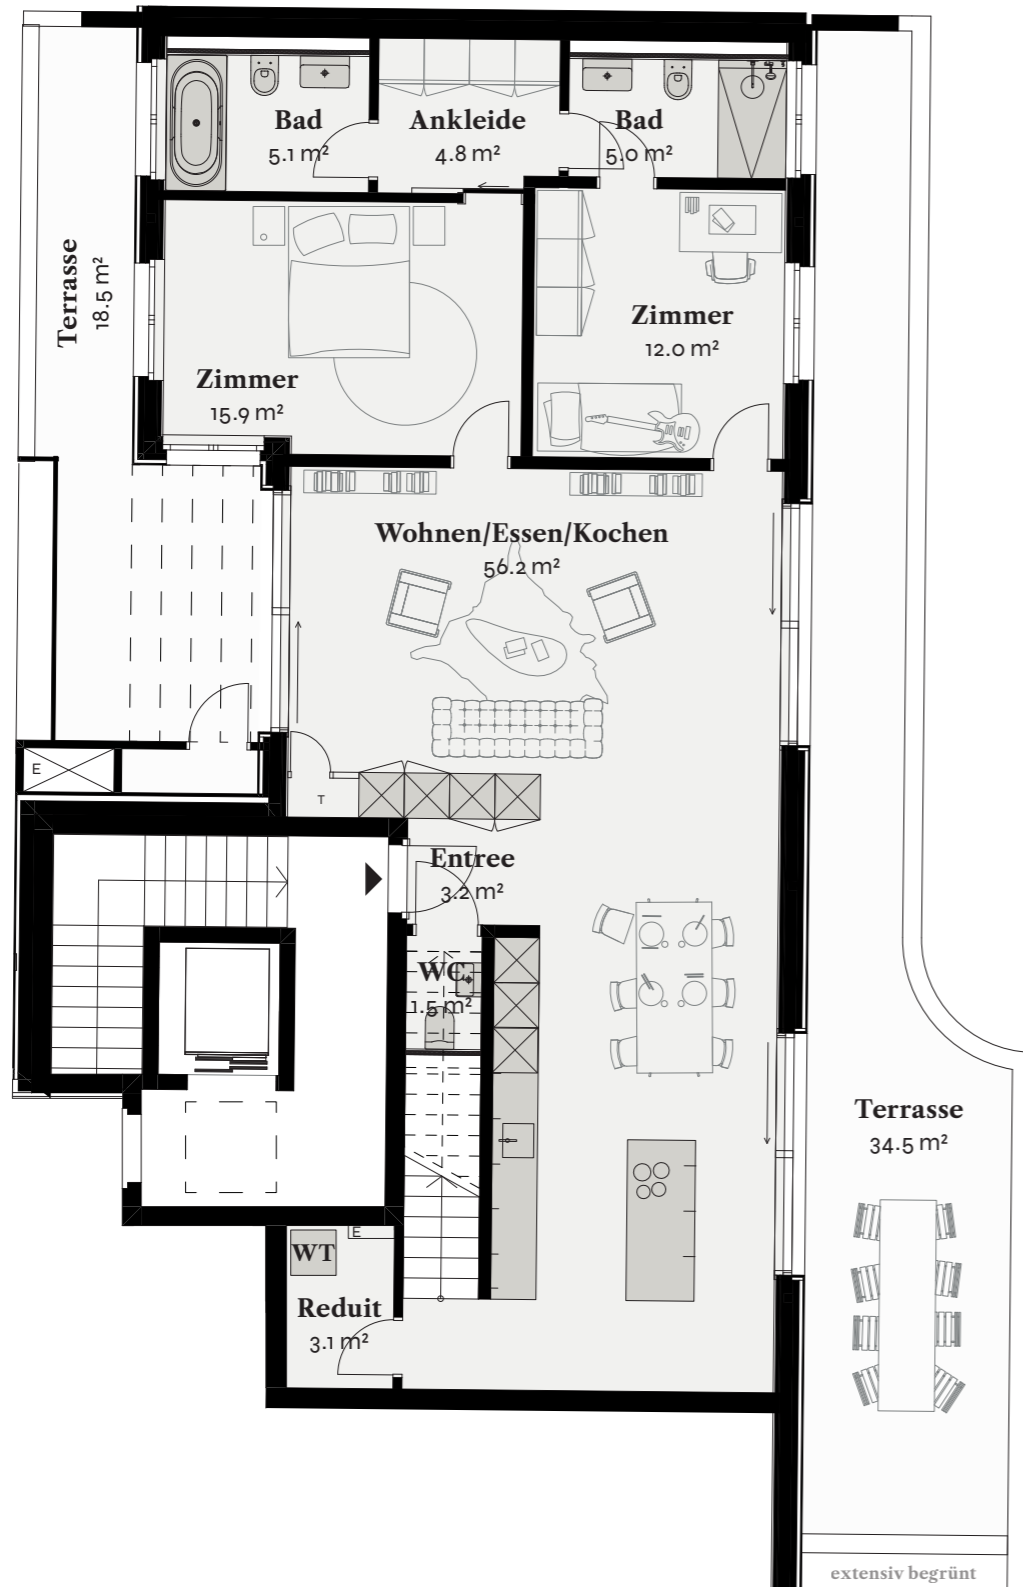 Bad
5.1 m²
Ankleide
4.8 m²
Bad
5.0 m²
Terrasse
18.5 m²
Zimmer
12.0 m²
Zimmer
15.9 m²
Wohnen/Essen/Kochen
56.2 m²
E
T
Entree
3.2 m²
WC
1.5 m²
Terrasse
34.5 m²
WT
E
Reduit
3.1 m²
extensiv begrünt